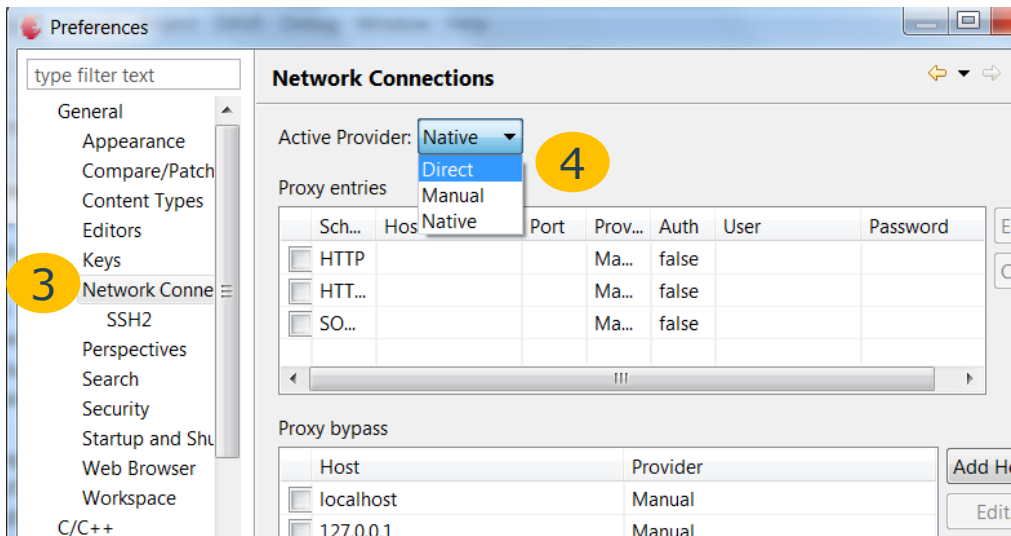 Preferences
type filter text
General
Appearance
Compare/Patch
Content Types
Editors
Keys
3
Network Conne
SSH2
Perspectives
Search
Security
Startup and Shu
Web Browser
Workspace
C/C++
Network Connections
Active Provider: Native
4
Direct
Manual
Native
Proxy entries
Sch... Hos Port Prov... Auth User Password
E
HTTP Ma... false
HTT... Ma... false
SO... Ma... false
Proxy bypass
Host Provider
Add Ho
localhost Manual
Edit
127.0.0.1 Manual